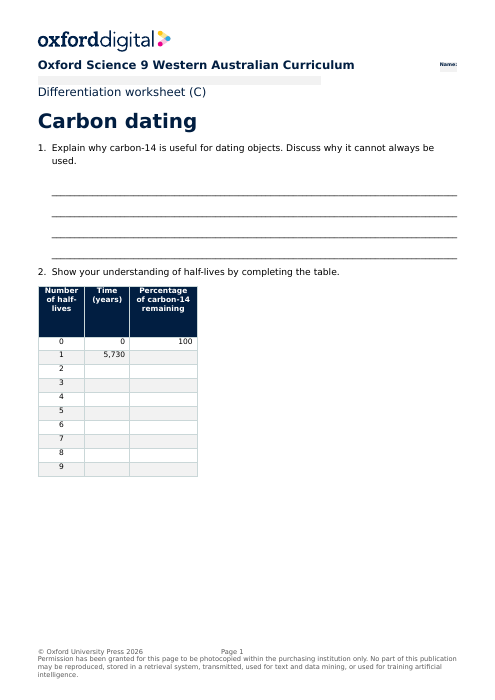 oxforddigital
Oxford Science 9 Western Australian Curriculum
Name:
Differentiation worksheet (C)
Carbon dating
1. Explain why carbon-14 is useful for dating objects. Discuss why it cannot always be
used.
2. Show your understanding of half-lives by completing the table.
Number of half-lives Time (years) Percentage of carbon-14 remaining
0 0 100
1 5,730
2
3
4
5
6
7
8
9
© Oxford University Press 2026 Page 1
Permission has been granted for this page to be photocopied within the purchasing institution only. No part of this publication
may be reproduced, stored in a retrieval system, transmitted, used for text and data mining, or used for training artificial
intelligence.